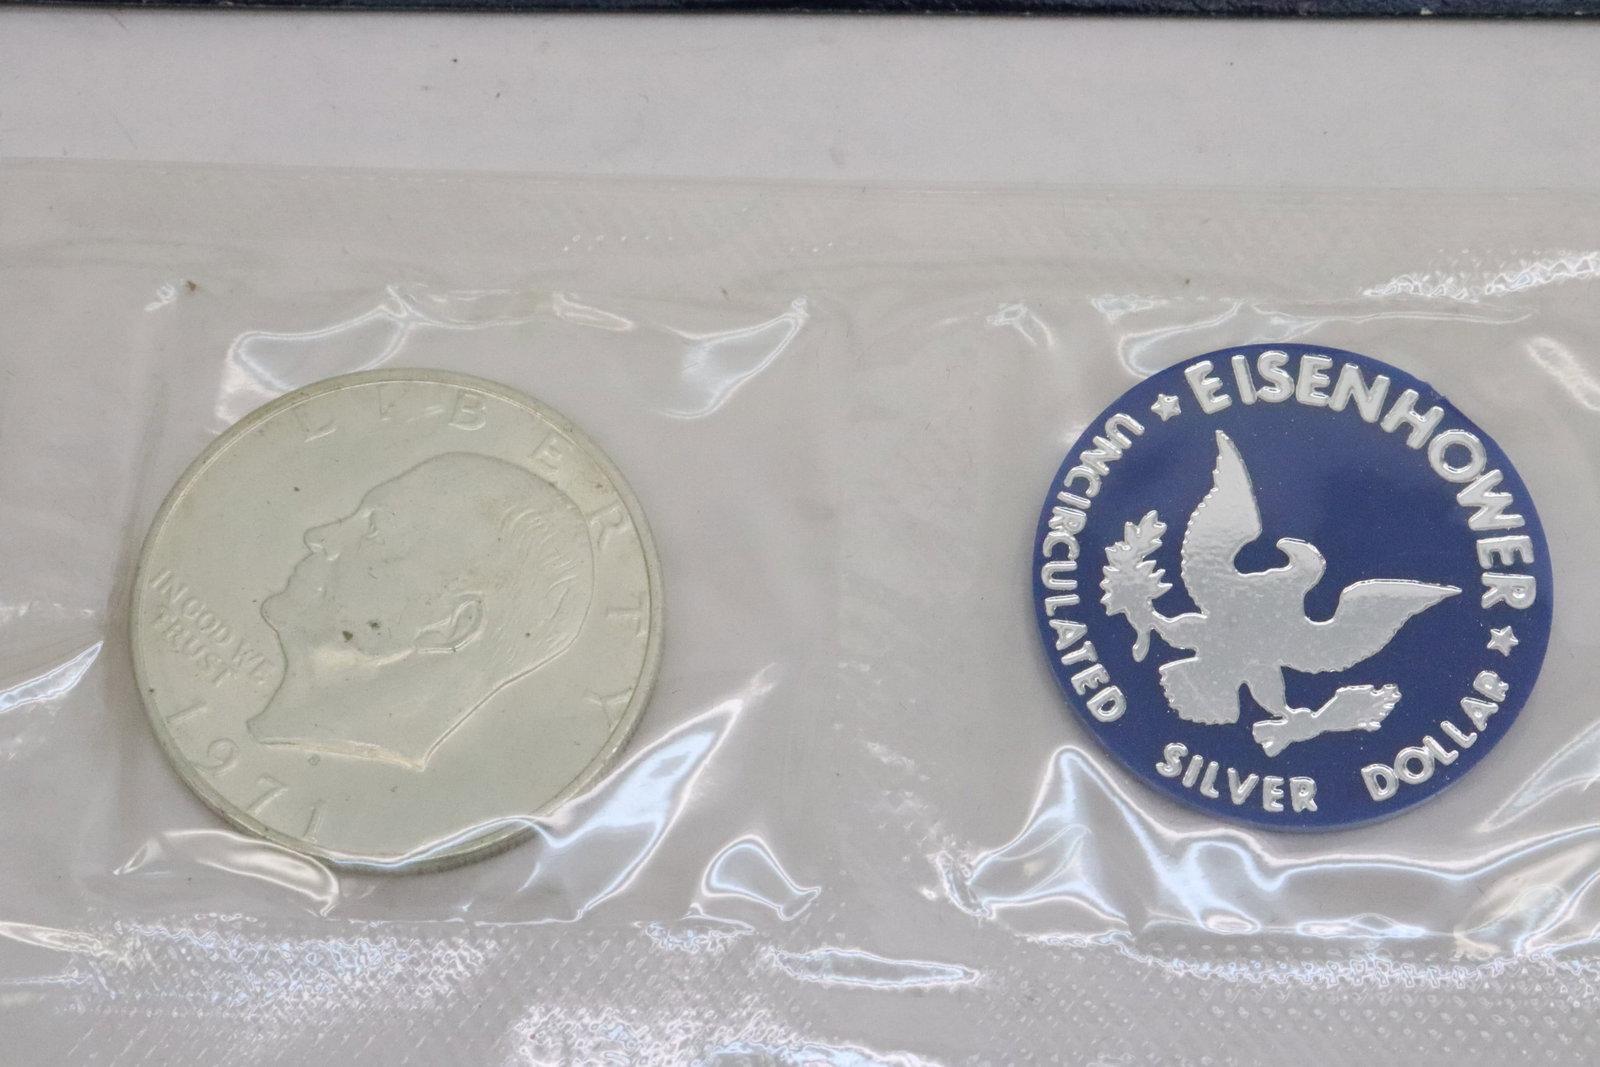 LIBERTY
IN GOD WE
TRUST
1971
S
★ EISENHOWER ★
UNCIRCULATED
SILVER DOLLAR